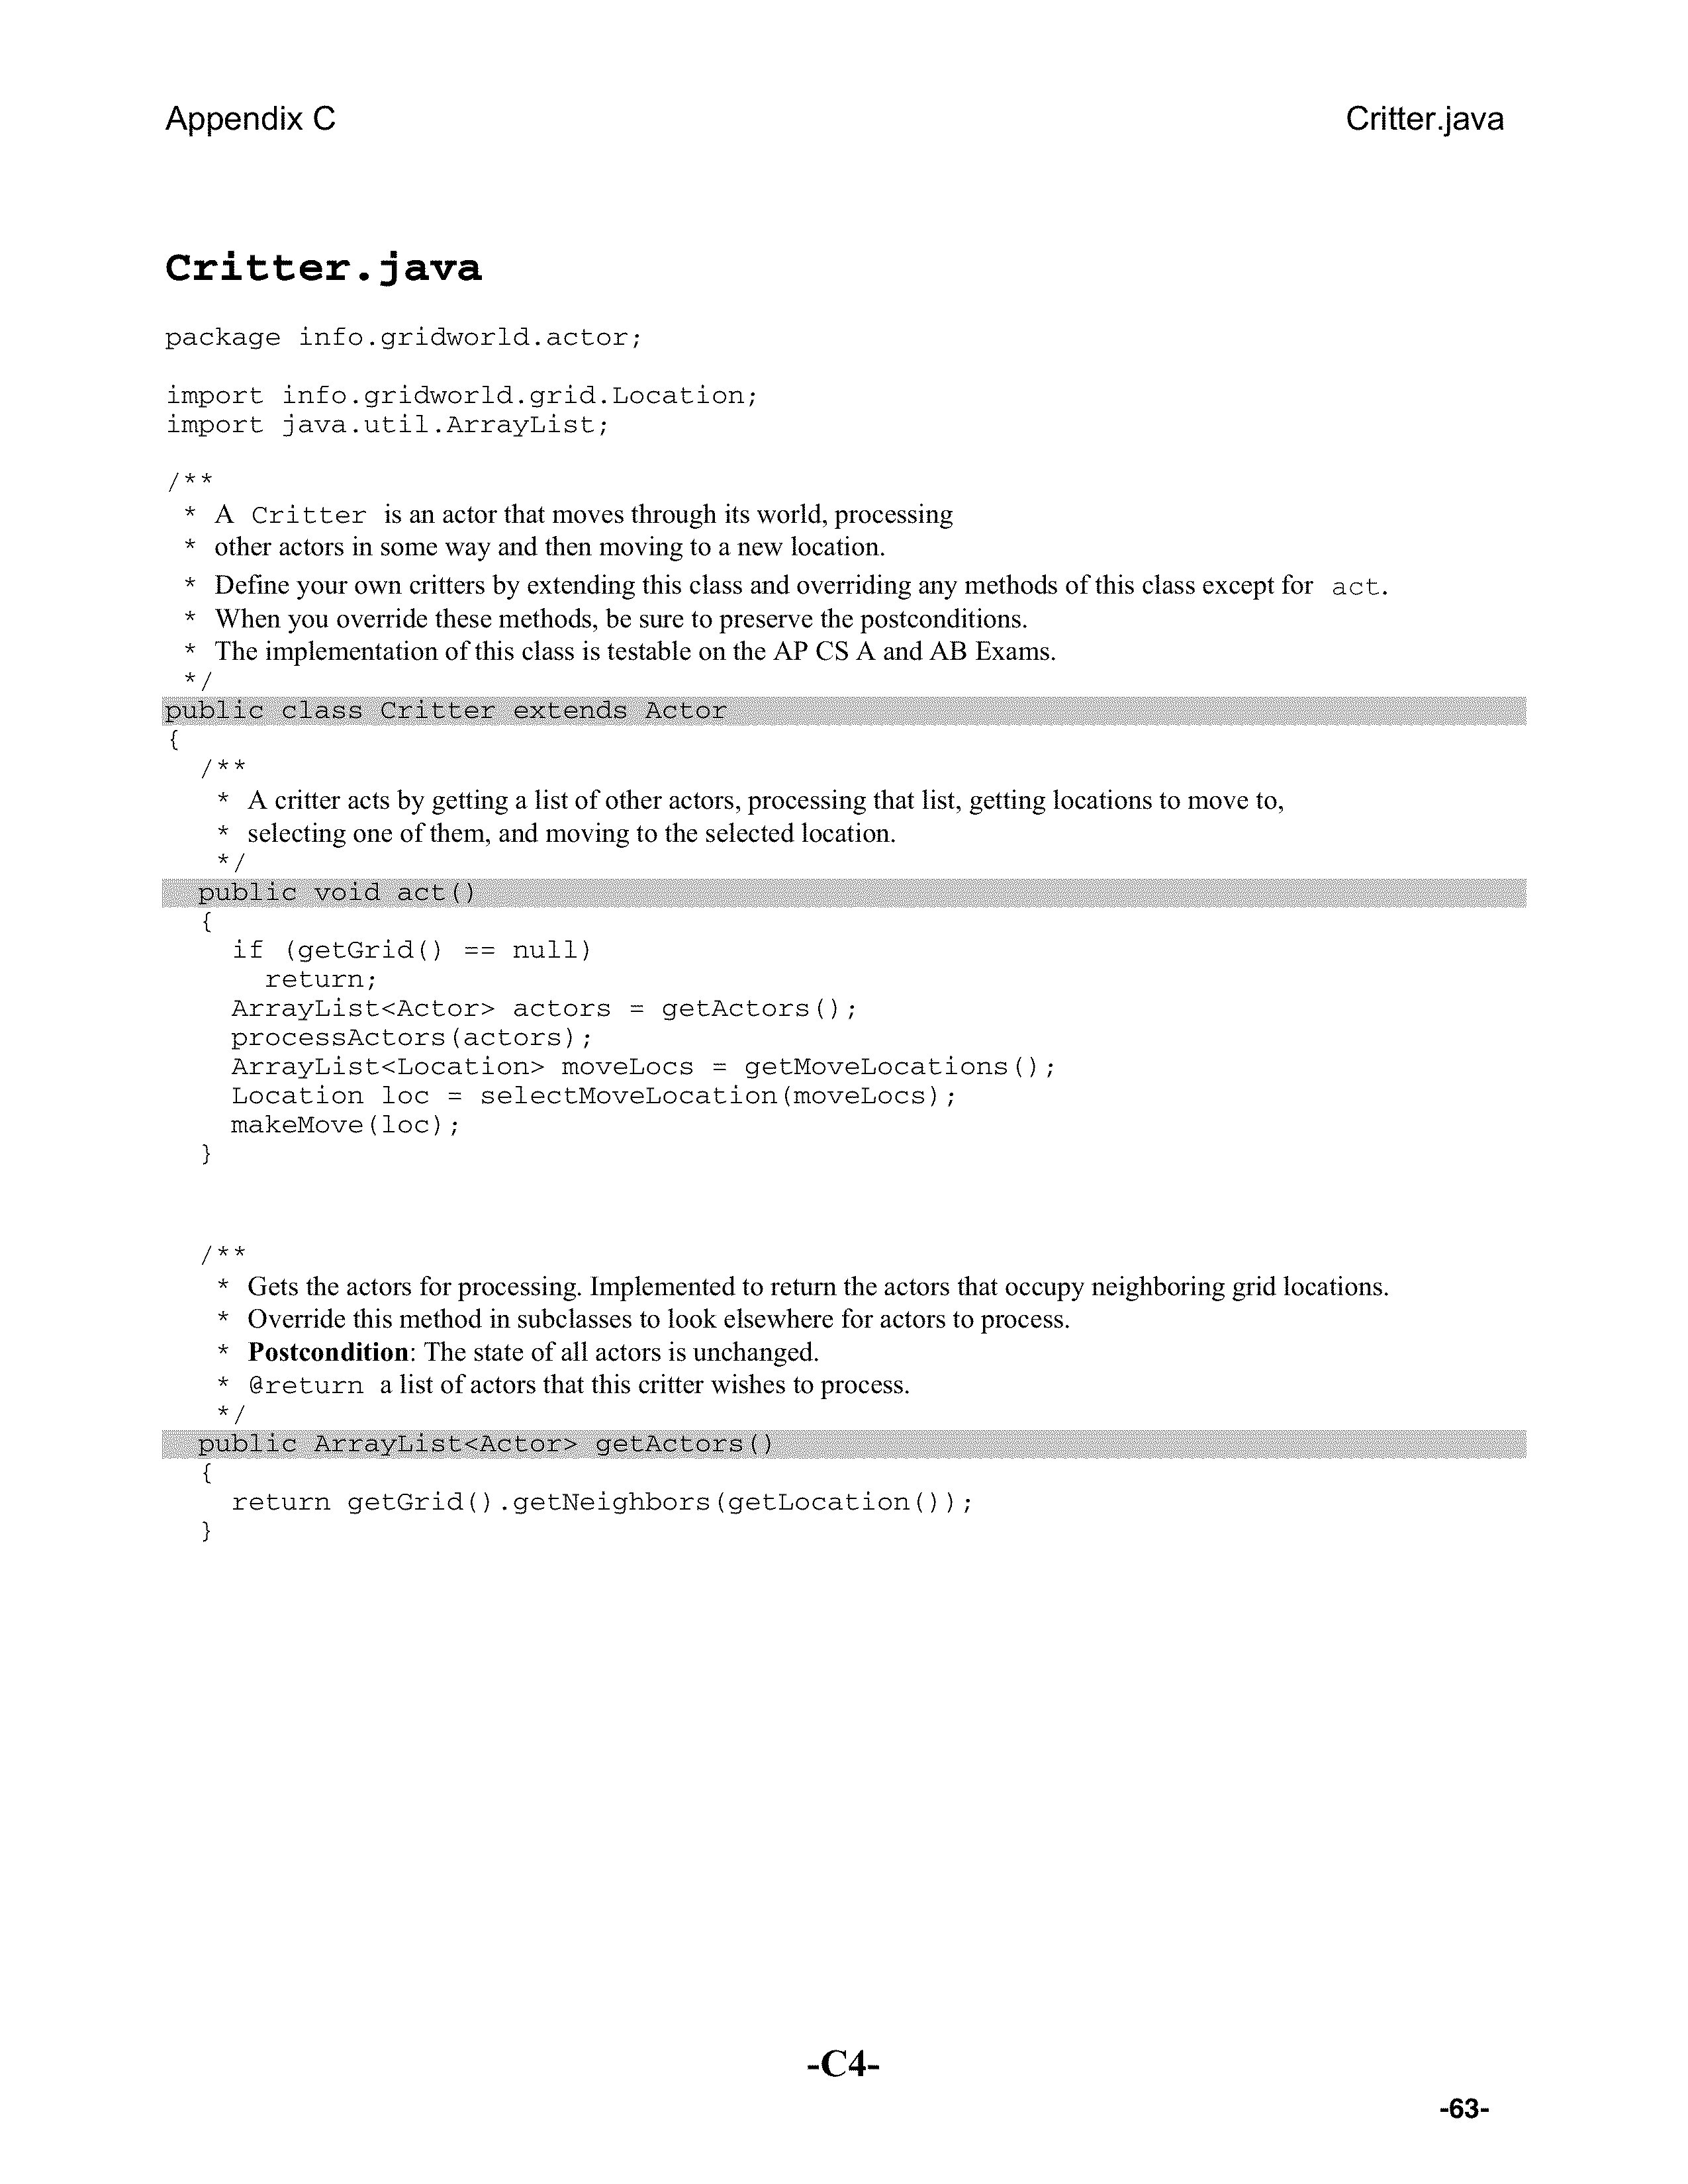 Appendix C
Critter.java
Critter.java
package info.gridworld.actor;
import info.gridworld.grid.Location;
import java.util.ArrayList;
/**
* A Critter is an actor that moves through its world, processing
* other actors in some way and then moving to a new location.
* Define your own critters by extending this class and overriding any methods of this class except for act.
* When you override these methods, be sure to preserve the postconditions.
* The implementation of this class is testable on the AP CS A and AB Exams.
*/
public class Critter extends Actor
{
/**
* A critter acts by getting a list of other actors, processing that list, getting locations to move to,
* selecting one of them, and moving to the selected location.
*/
public void act()
{
if (getGrid() == null)
return;
ArrayList<Actor> actors = getActors();
processActors(actors);
ArrayList<Location> moveLocs = getMoveLocations();
Location loc = selectMoveLocation(moveLocs);
makeMove(loc);
}
/**
* Gets the actors for processing. Implemented to return the actors that occupy neighboring grid locations.
* Override this method in subclasses to look elsewhere for actors to process.
* Postcondition: The state of all actors is unchanged.
* @return a list of actors that this critter wishes to process.
*/
public ArrayList<Actor> getActors()
{
return getGrid().getNeighbors(getLocation());
}
-C4-
-63-